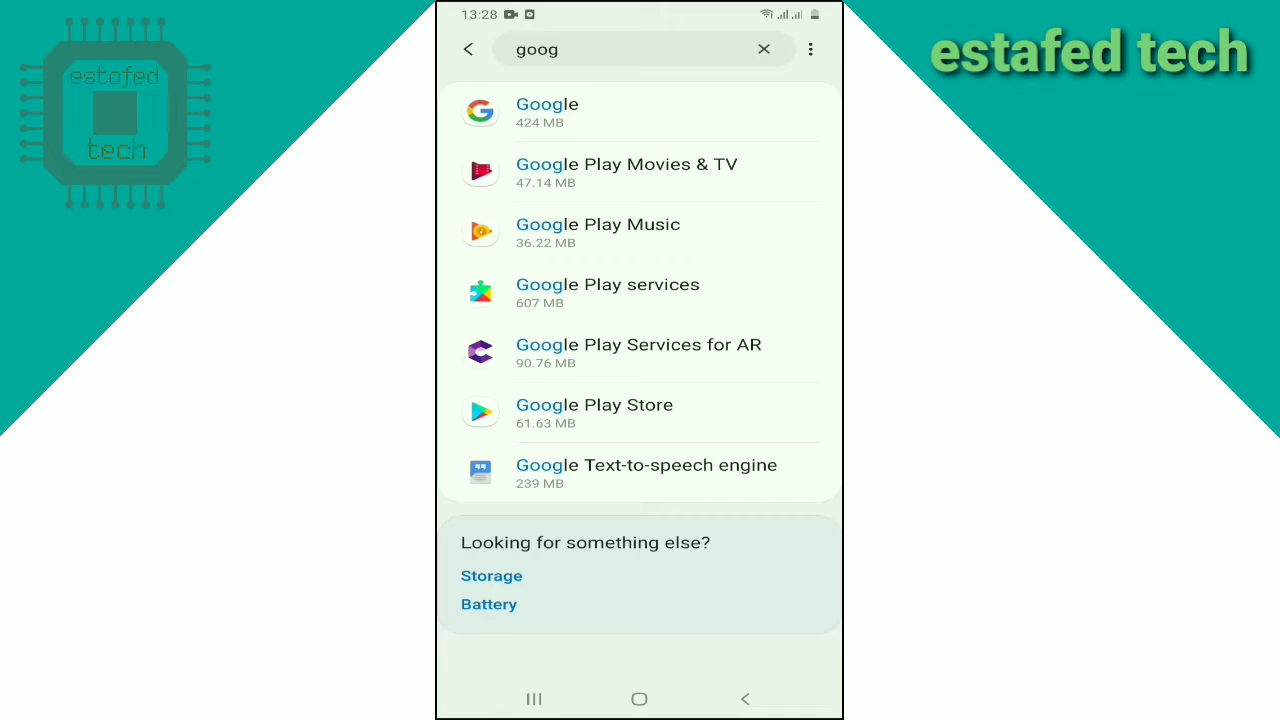 estafed
tech
estafed tech
13:28
goog
Google
424 MB
Google Play Movies & TV
47.14 MB
Google Play Music
36.22 MB
Google Play services
607 MB
Google Play Services for AR
90.76 MB
Google Play Store
61.63 MB
Google Text-to-speech engine
239 MB
Looking for something else?
Storage
Battery